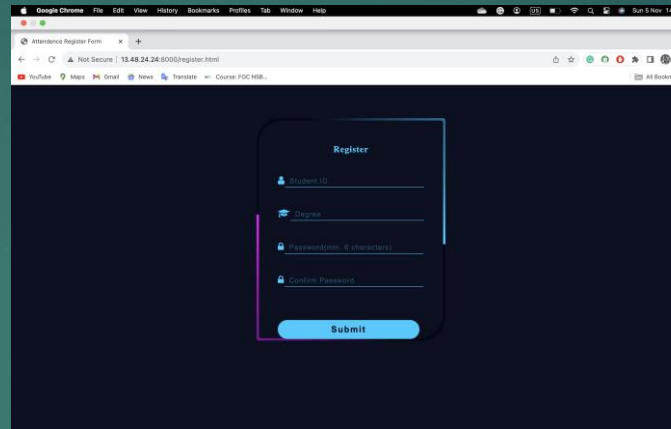 Google Chrome File Edit View History Bookmarks Profiles Tab Window Help US Sun 5 Nov 14
Attendence Register Form
Not Secure | 13.48.24.24:8000/register.html
YouTube Maps Gmail News Translate Course: FOC NSB... All Bookm
Register
Student ID
Degree
Password(min. 6 characters)
Confirm Password
Submit